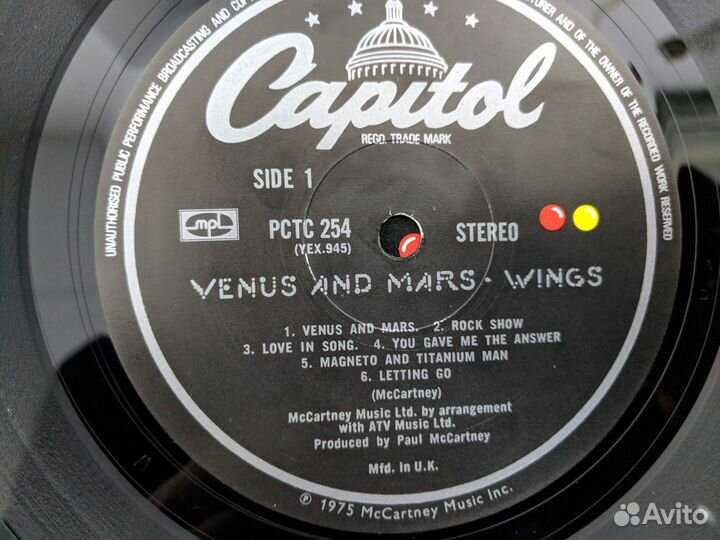 UNAUTHORISED PUBLIC PERFORMANCE BROADCASTING AND
AND OF THE OWNER OF THE RECORDED WORK RESERVED
Capitol
REGD. TRADE MARK
SIDE 1
mpl
PCTC 254
(YEX.945)
STEREO
VENUS AND MARS · WINGS
1. VENUS AND MARS. 2. ROCK SHOW
3. LOVE IN SONG. 4. YOU GAVE ME THE ANSWER
5. MAGNETO AND TITANIUM MAN
6. LETTING GO
(McCartney)
McCartney Music Ltd. by arrangement
with ATV Music Ltd.
Produced by Paul McCartney
Mfd. In U.K.
℗ 1975 McCartney Music Inc.
Avito